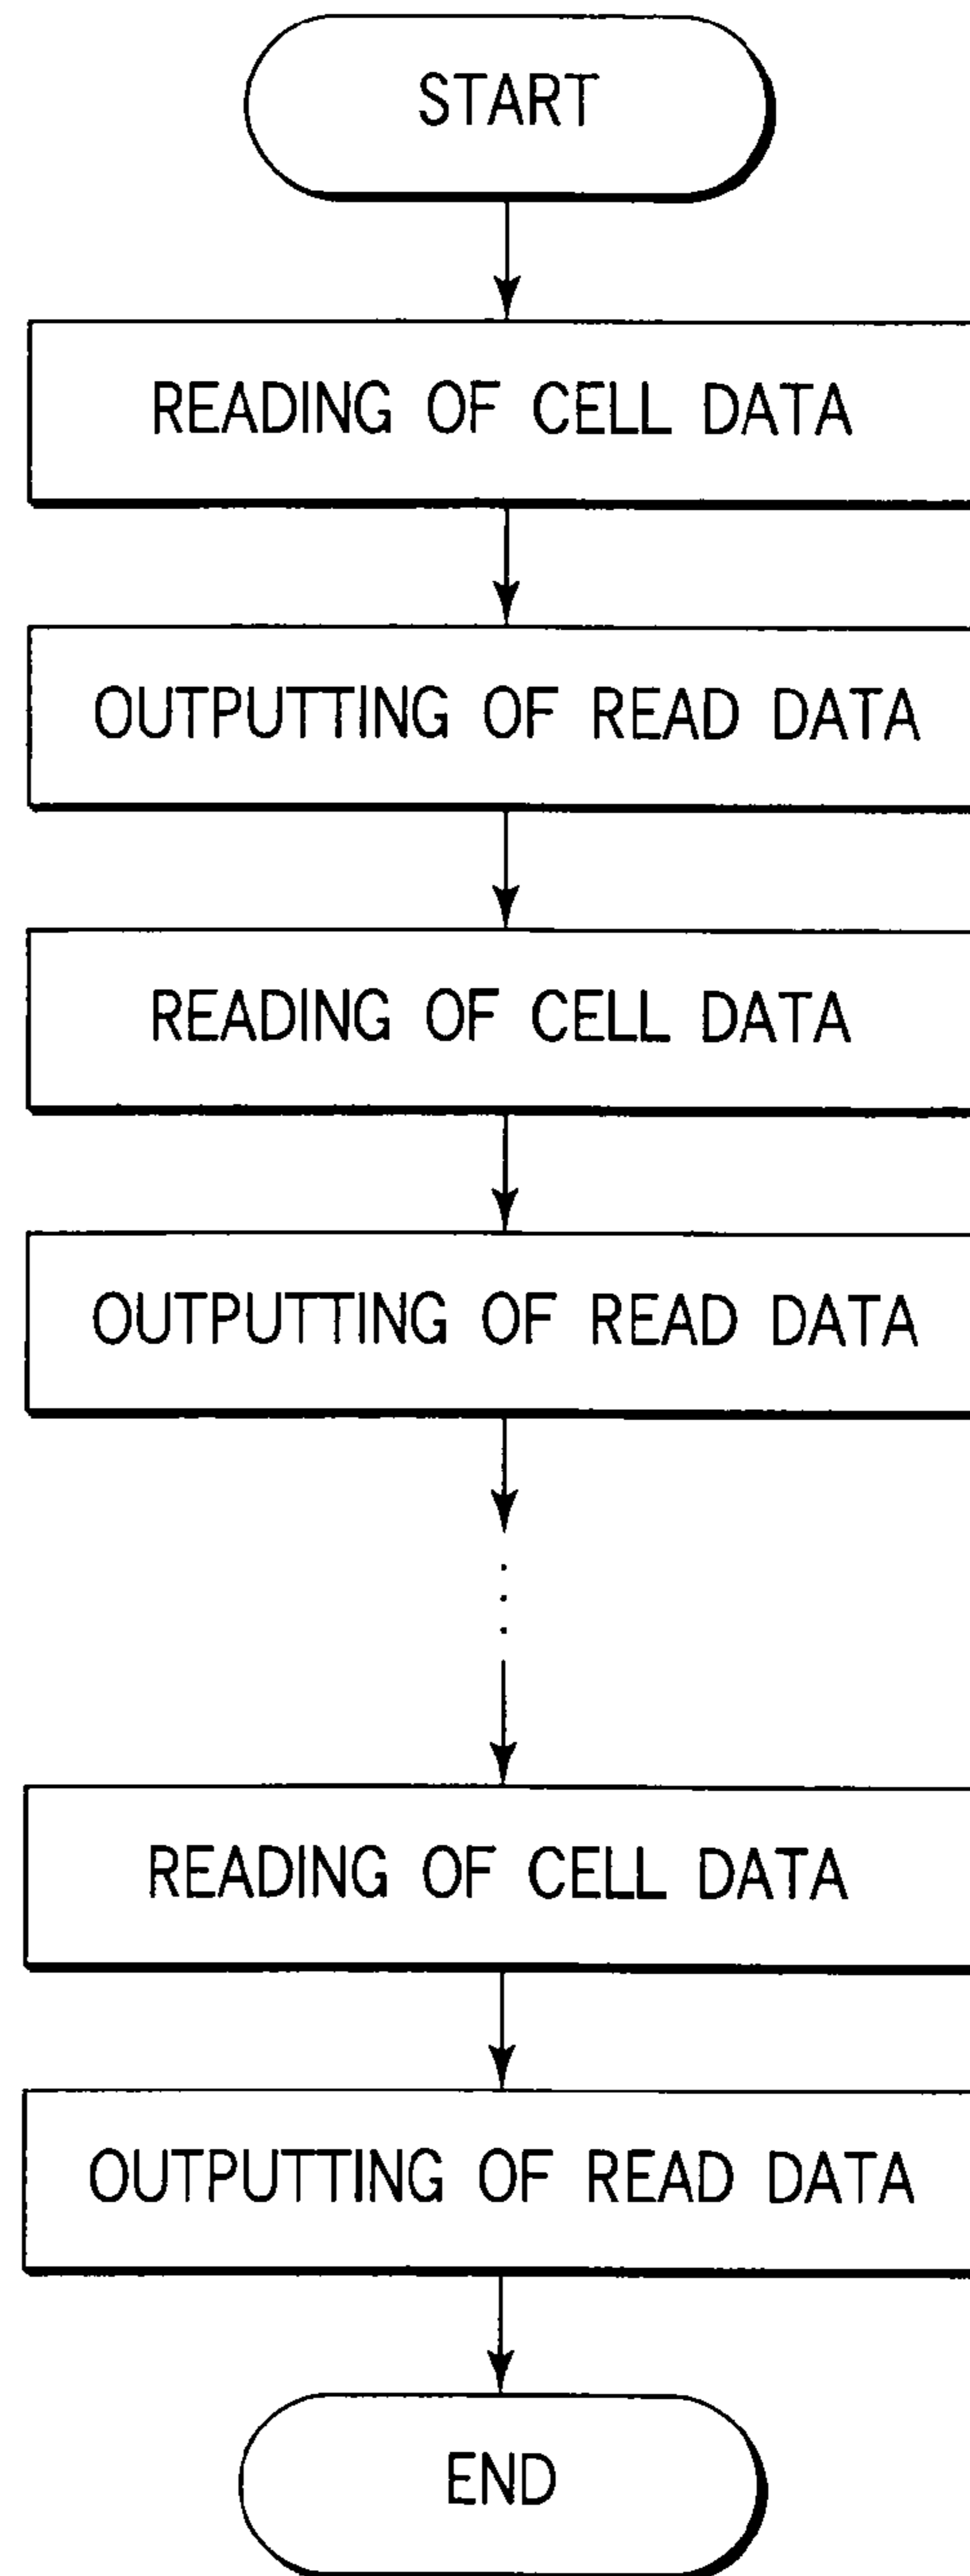 START
READING OF CELL DATA
OUTPUTTING OF READ DATA
READING OF CELL DATA
OUTPUTTING OF READ DATA
READING OF CELL DATA
OUTPUTTING OF READ DATA
END